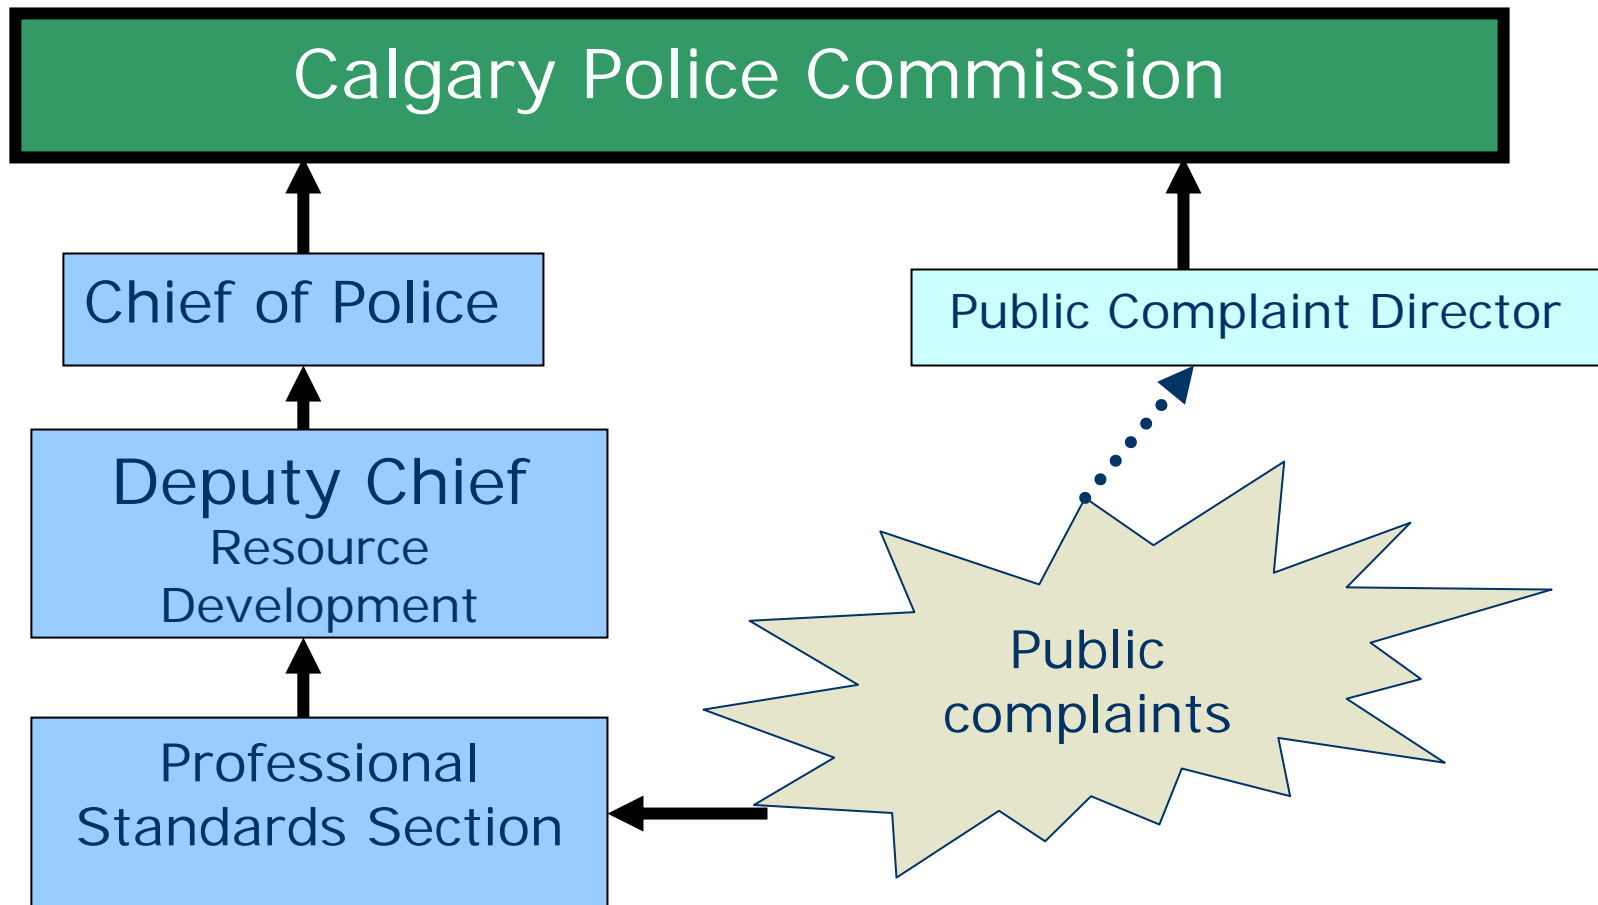 Calgary Police Commission
Chief of Police
Public Complaint Director
Deputy Chief
Resource
Development
Public
complaints
Professional
Standards Section